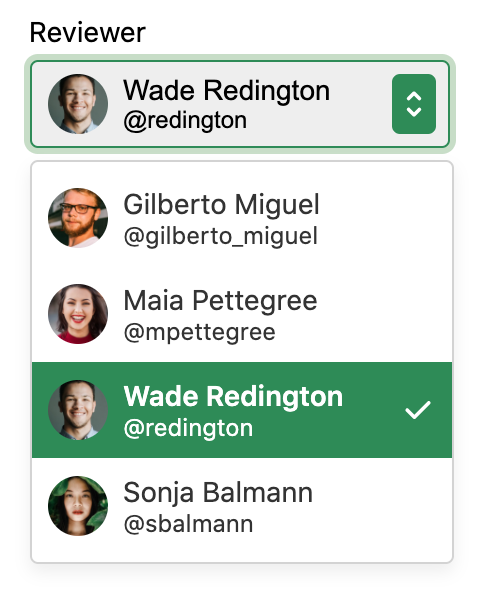 Reviewer
Wade Redington
@redington
Gilberto Miguel
@gilberto_miguel
Maia Pettegree
@mpettegree
Wade Redington
@redington
Sonja Balmann
@sbalmann